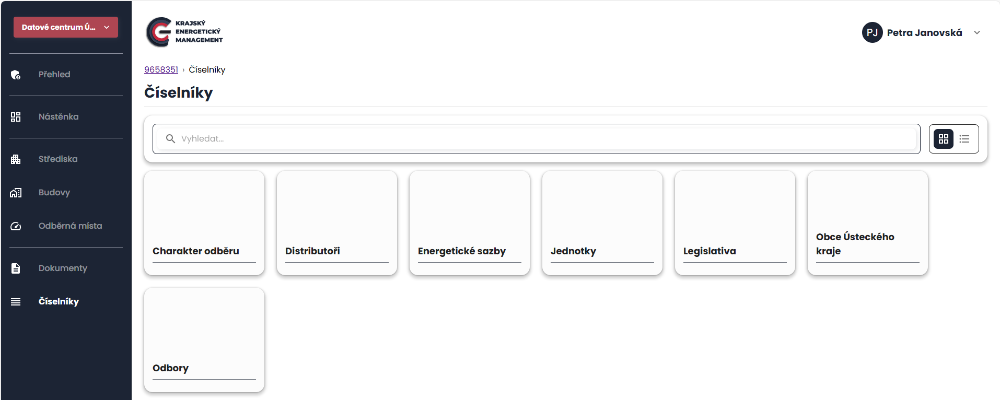 Datové centrum Ú...
Přehled
Nástěnka
Střediska
Budovy
Odběrná místa
Dokumenty
Číselníky
KRAJSKÝ
ENERGETICKÝ
MANAGEMENT
PJ Petra Janovská
9658351 › Číselníky
Číselníky
Vyhledat...
Charakter odběru
Distributoři
Energetické sazby
Jednotky
Legislativa
Obce Ústeckého
kraje
Odbory